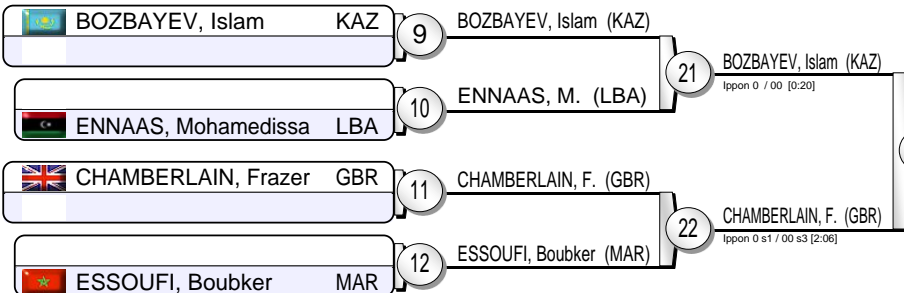 BOZBAYEV, Islam KAZ
9
BOZBAYEV, Islam (KAZ)
21
BOZBAYEV, Islam (KAZ)
Ippon 0 / 00 [0:20]
10
ENNAAS, M. (LBA)
ENNAAS, Mohamedissa LBA
CHAMBERLAIN, Frazer GBR
11
CHAMBERLAIN, F. (GBR)
22
CHAMBERLAIN, F. (GBR)
Ippon 0 s1 / 00 s3 [2:06]
12
ESSOUFI, Boubker (MAR)
ESSOUFI, Boubker MAR